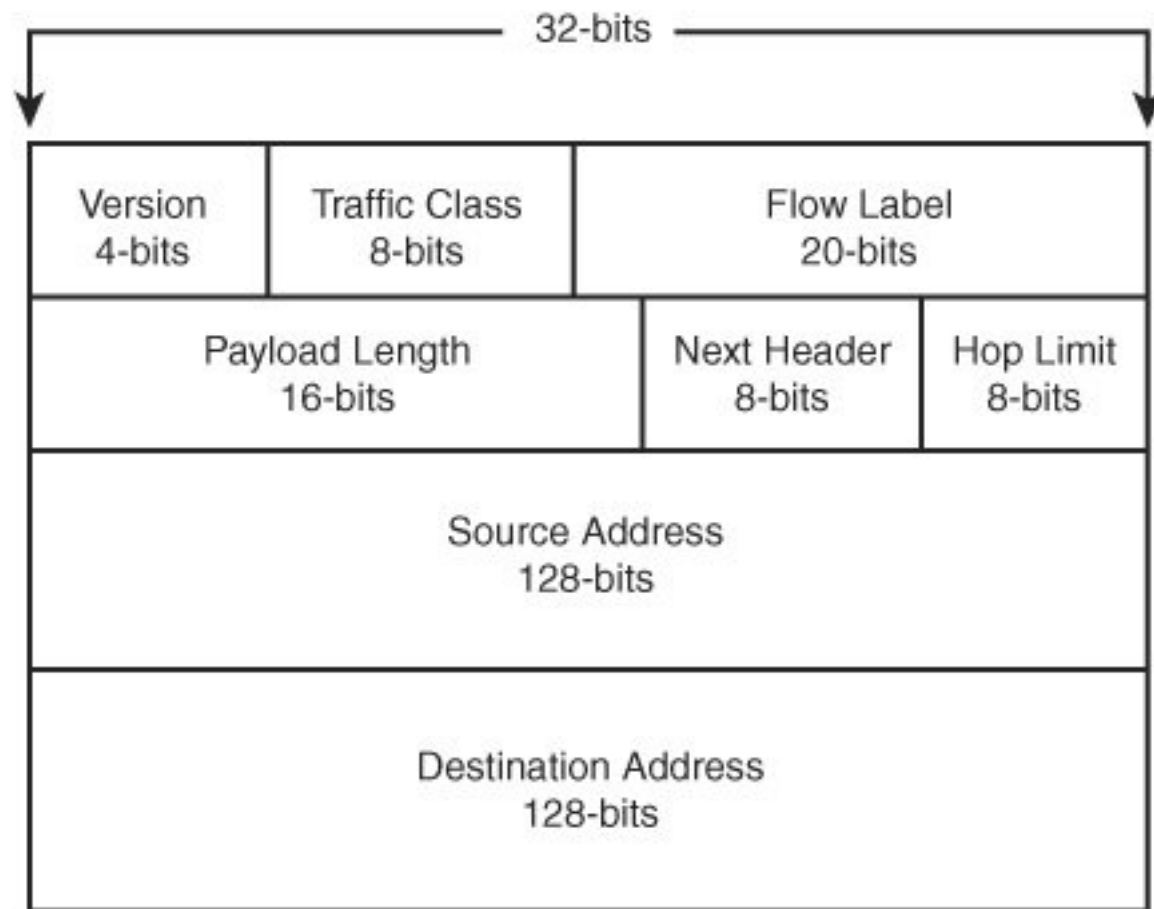 32-bits
Version
4-bits
Traffic Class
8-bits
Flow Label
20-bits
Payload Length
16-bits
Next Header
8-bits
Hop Limit
8-bits
Source Address
128-bits
Destination Address
128-bits